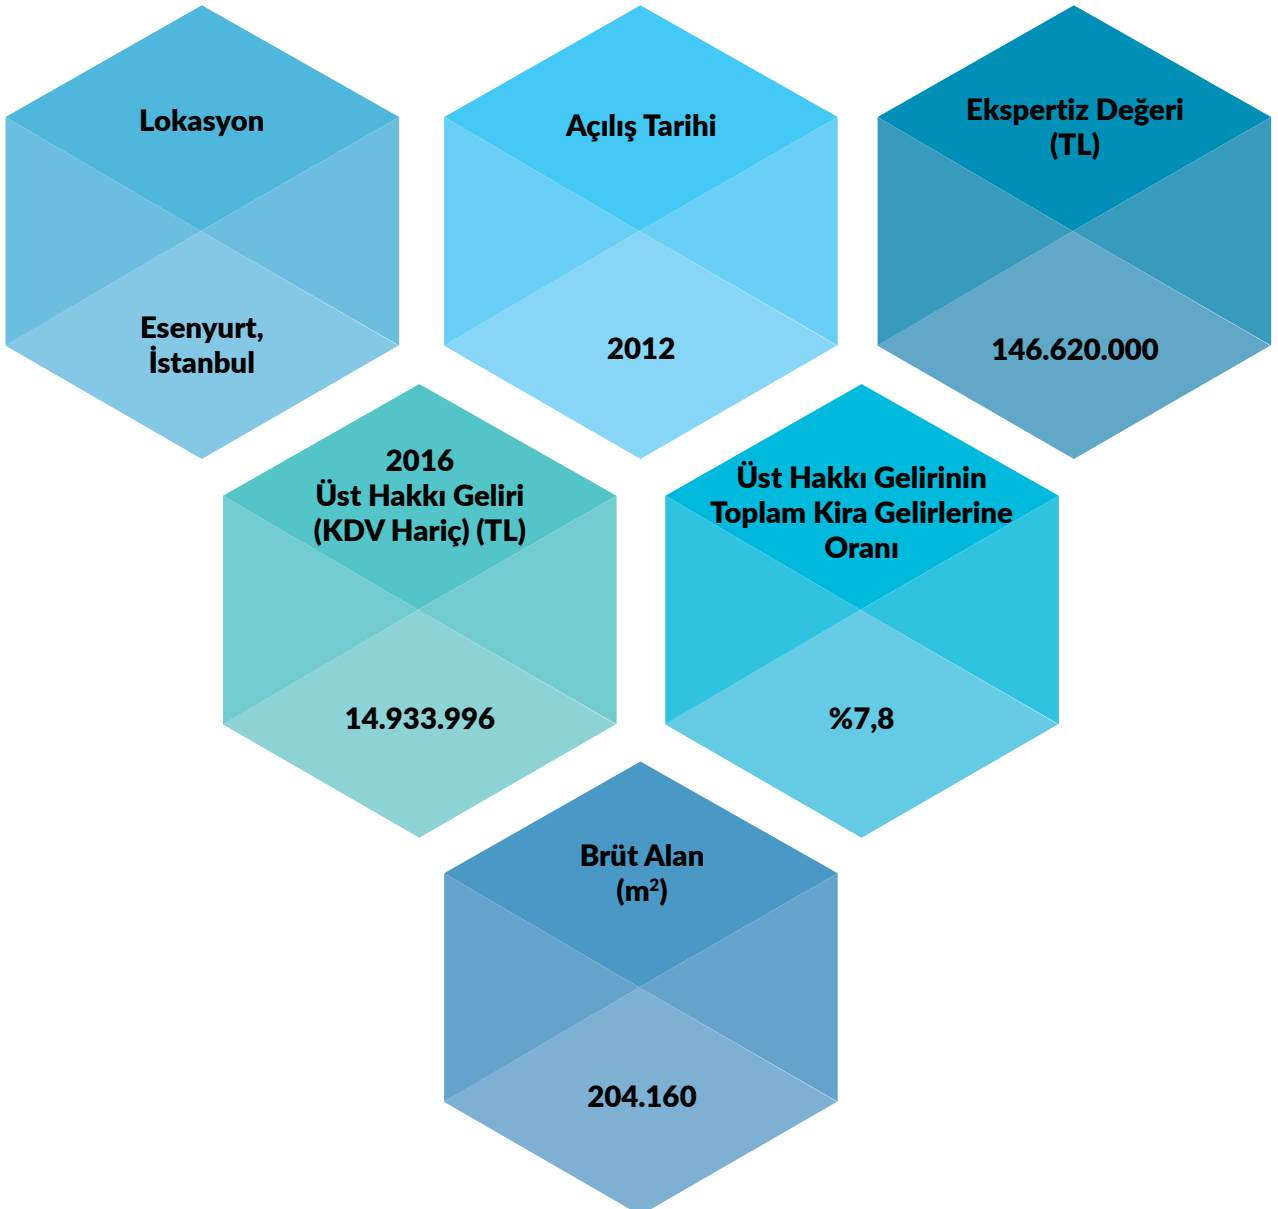 Lokasyon
Esenyurt,
İstanbul
Açılış Tarihi
2012
Ekspertiz Değeri
(TL)
146.620.000
2016
Üst Hakkı Geliri
(KDV Hariç) (TL)
14.933.996
Üst Hakkı Gelirinin
Toplam Kira Gelirlerine
Oranı
%7,8
Brüt Alan
(m²)
204.160